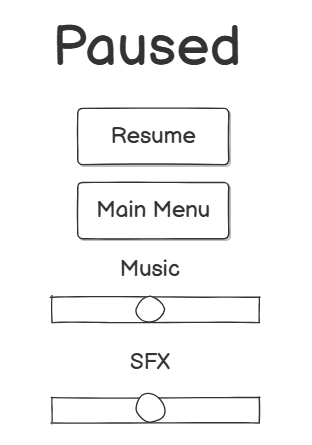 Paused
Resume
Main Menu
Music
SFX